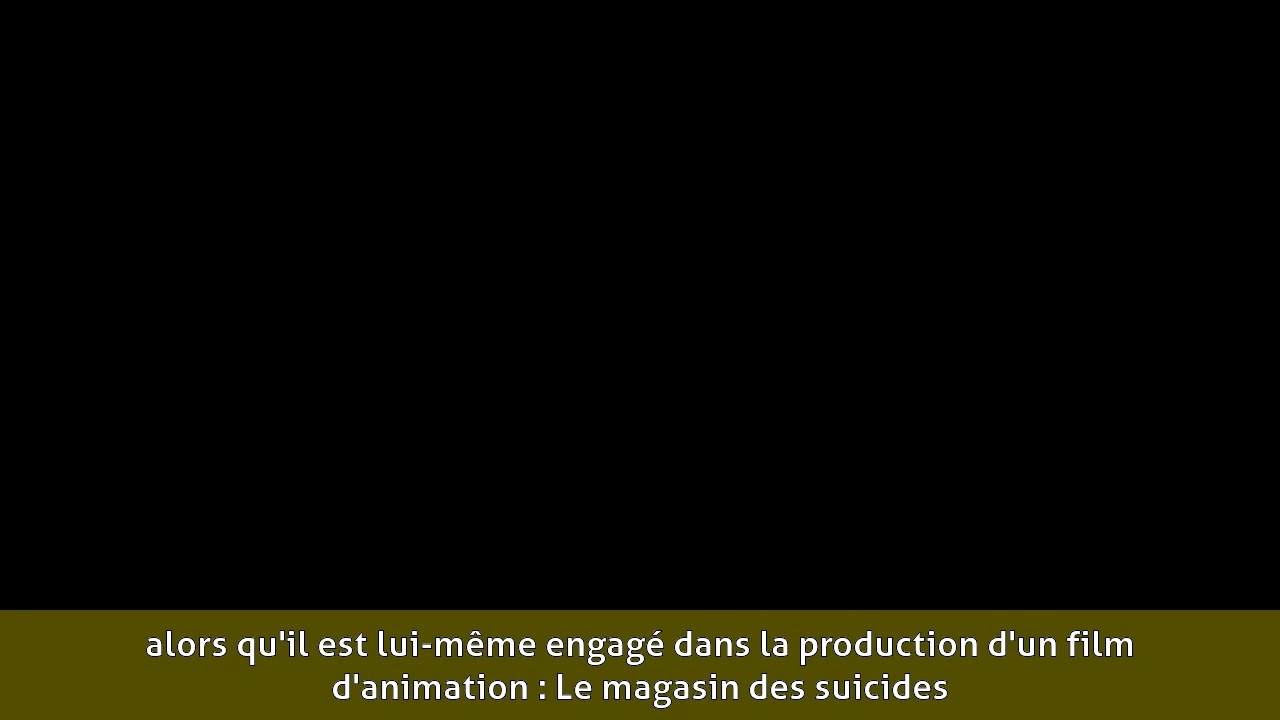 alors qu'il est lui-même engagé dans la production d'un film
d'animation : Le magasin des suicides